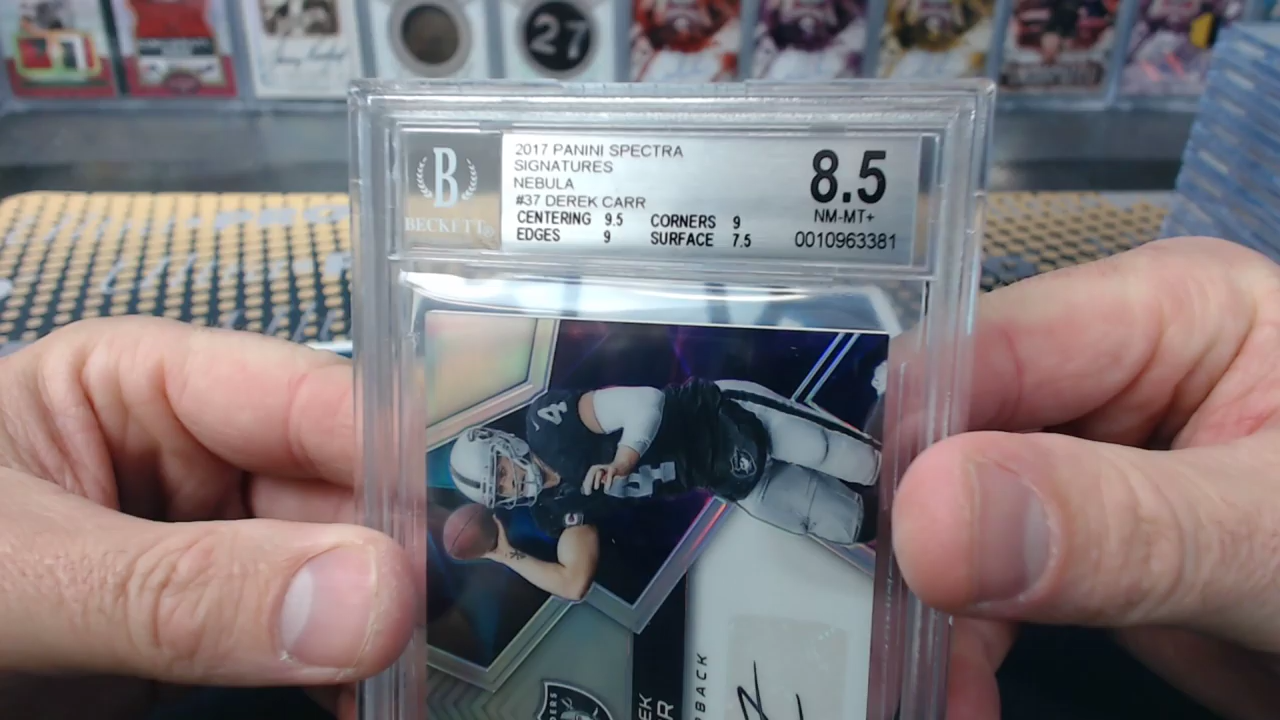 27
B
BECKETT
2017 PANINI SPECTRA
SIGNATURES
NEBULA
#37 DEREK CARR
CENTERING 9.5 CORNERS 9
EDGES 9 SURFACE 7.5
8.5
NM-MT+
0010963381
4
4
C